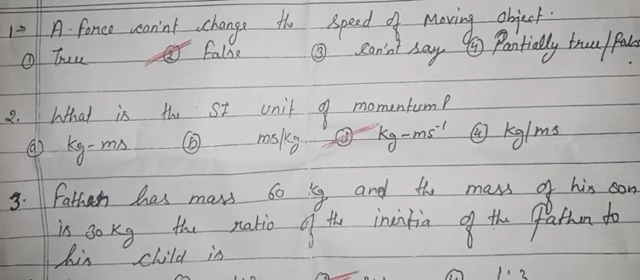 1→ A force can'nt change the speed of Moving object.
① True ② False ③ can'nt say ④ Partially true/false
2. What is the SI unit of momentum?
ⓐ kg-ms ⓑ ms/kg ③ kg-ms⁻¹ ④ kg/ms
3. Father has mass 60 kg and the mass of his son
is 30 kg the ratio of the inertia of the father to
his child is
1:2